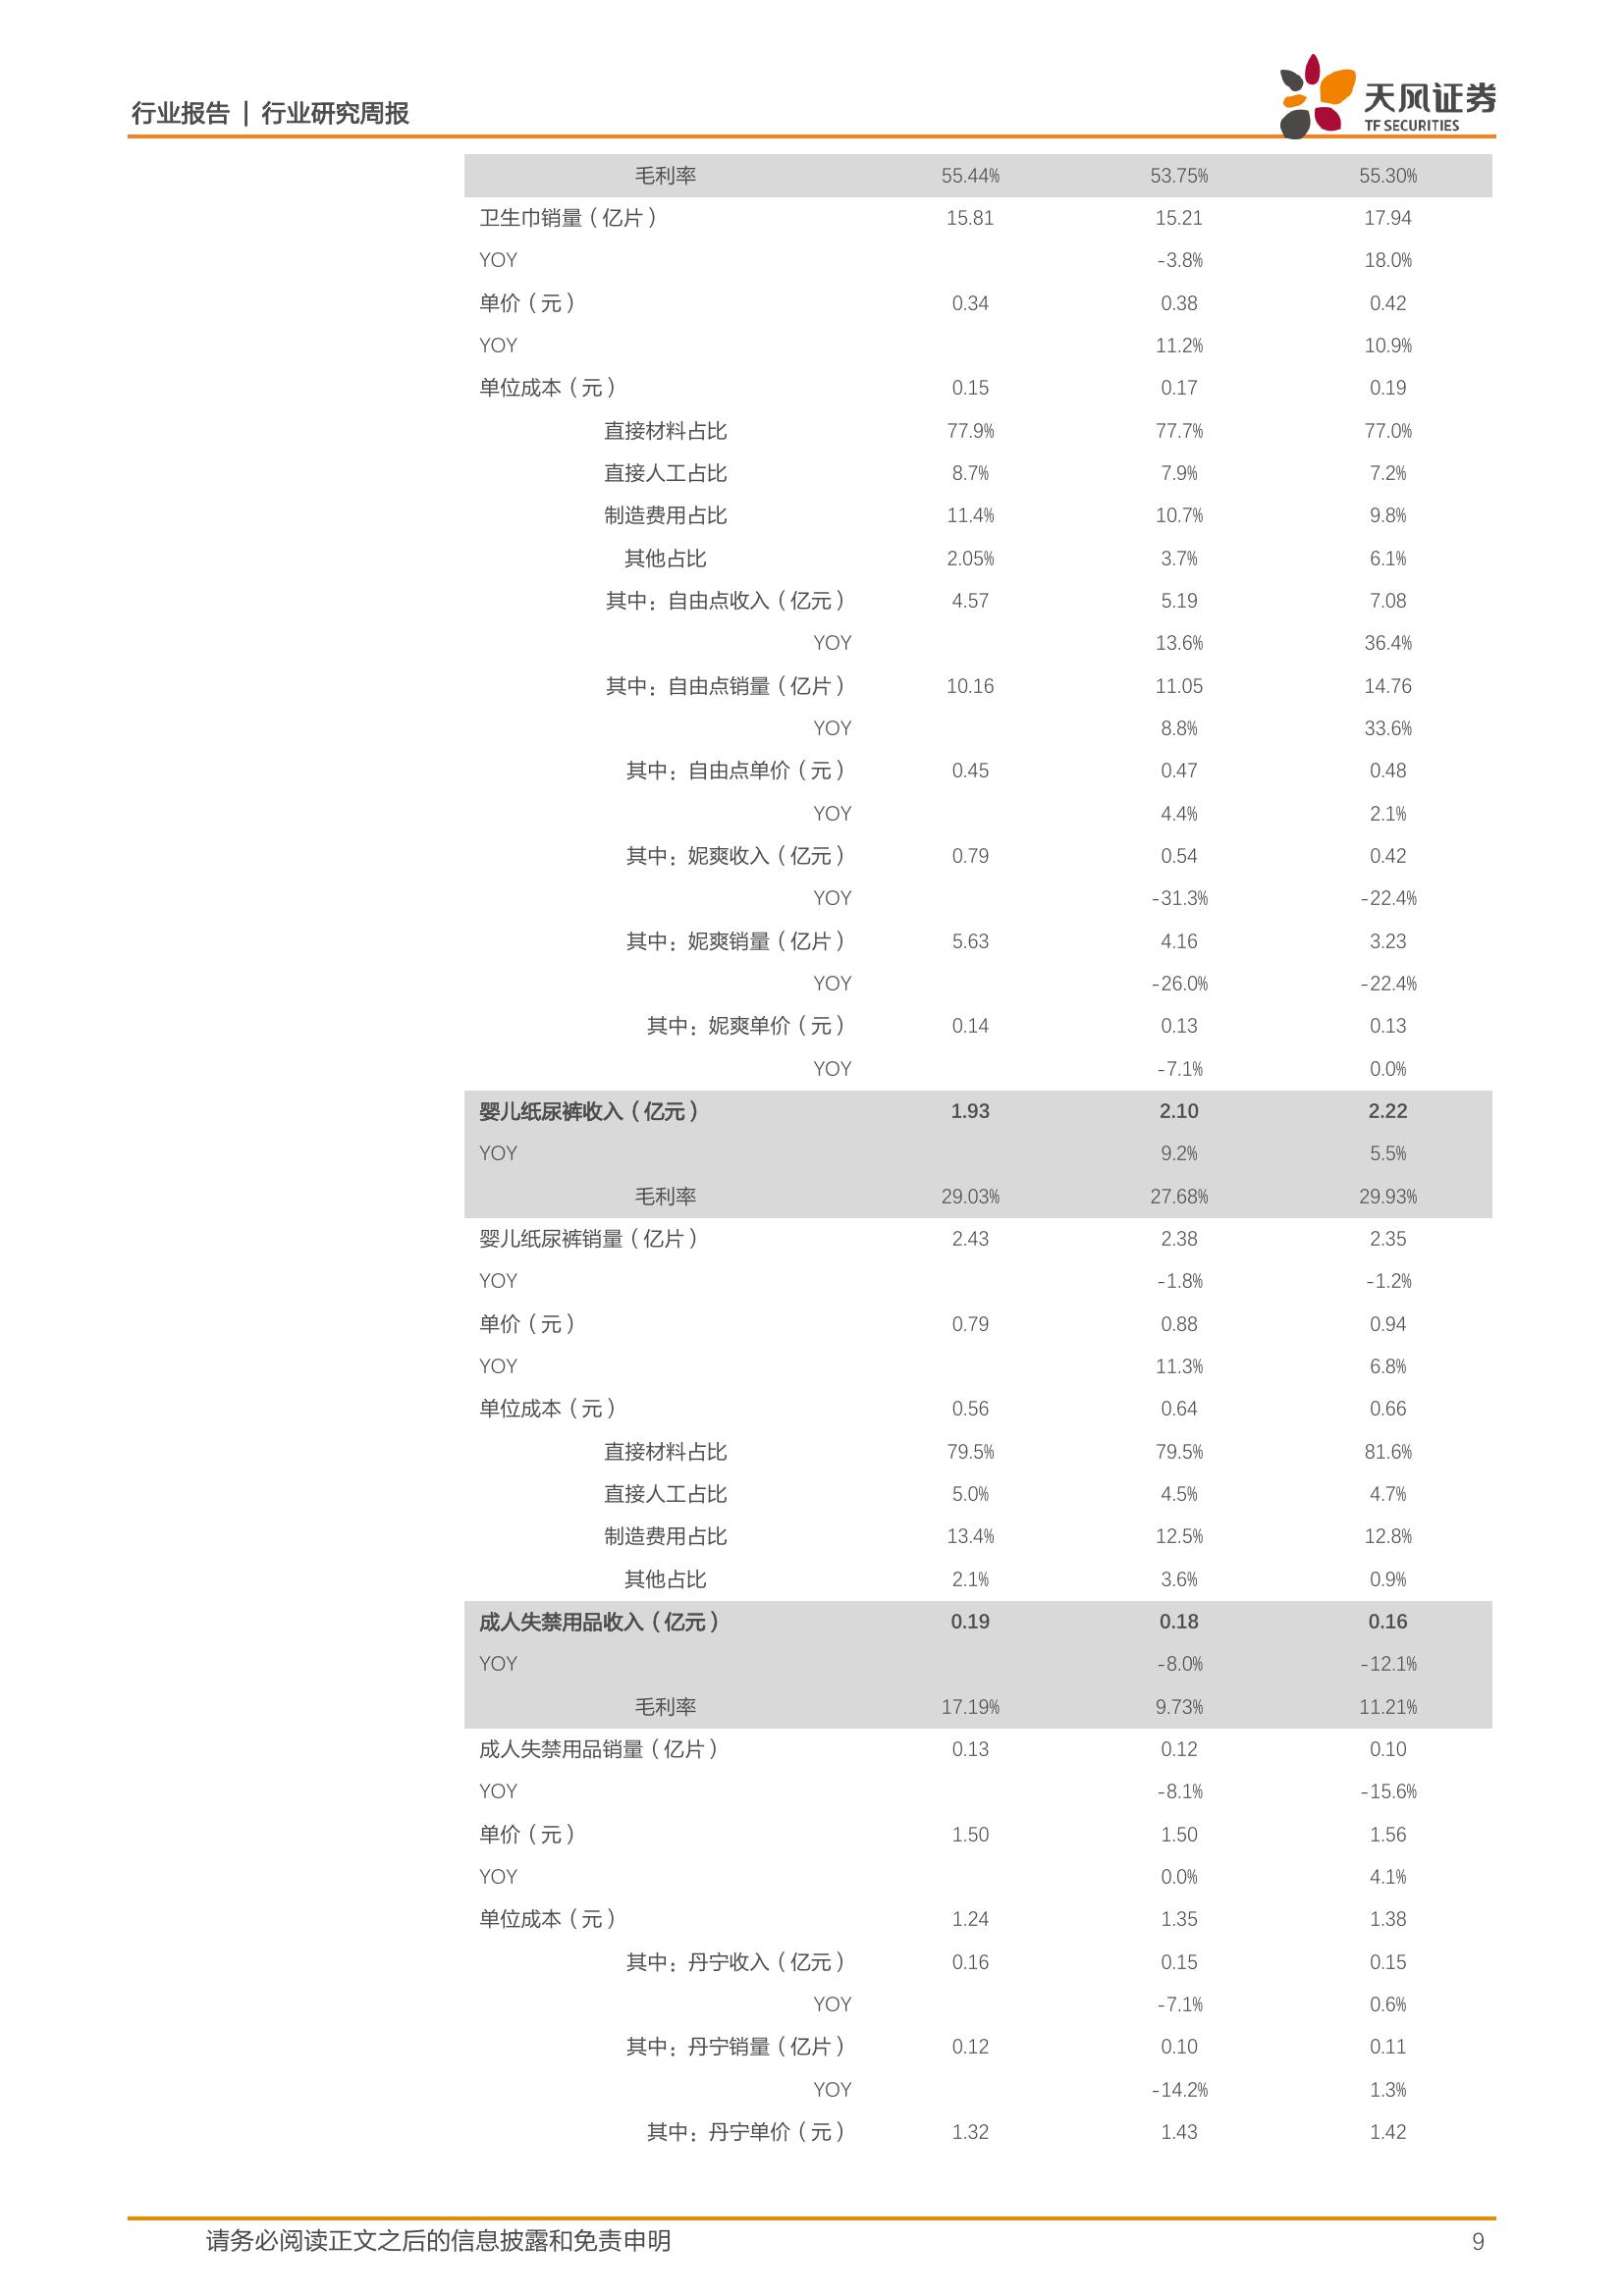 行业报告 | 行业研究周报
天风证券
TF SECURITIES
毛利率 55.44% 53.75% 55.30%
卫生巾销量（亿片） 15.81 15.21 17.94
YOY -3.8% 18.0%
单价（元） 0.34 0.38 0.42
YOY 11.2% 10.9%
单位成本（元） 0.15 0.17 0.19
直接材料占比 77.9% 77.7% 77.0%
直接人工占比 8.7% 7.9% 7.2%
制造费用占比 11.4% 10.7% 9.8%
其他占比 2.05% 3.7% 6.1%
其中：自由点收入（亿元） 4.57 5.19 7.08
YOY 13.6% 36.4%
其中：自由点销量（亿片） 10.16 11.05 14.76
YOY 8.8% 33.6%
其中：自由点单价（元） 0.45 0.47 0.48
YOY 4.4% 2.1%
其中：妮爽收入（亿元） 0.79 0.54 0.42
YOY -31.3% -22.4%
其中：妮爽销量（亿片） 5.63 4.16 3.23
YOY -26.0% -22.4%
其中：妮爽单价（元） 0.14 0.13 0.13
YOY -7.1% 0.0%
婴儿纸尿裤收入（亿元） 1.93 2.10 2.22
YOY 9.2% 5.5%
毛利率 29.03% 27.68% 29.93%
婴儿纸尿裤销量（亿片） 2.43 2.38 2.35
YOY -1.8% -1.2%
单价（元） 0.79 0.88 0.94
YOY 11.3% 6.8%
单位成本（元） 0.56 0.64 0.66
直接材料占比 79.5% 79.5% 81.6%
直接人工占比 5.0% 4.5% 4.7%
制造费用占比 13.4% 12.5% 12.8%
其他占比 2.1% 3.6% 0.9%
成人失禁用品收入（亿元） 0.19 0.18 0.16
YOY -8.0% -12.1%
毛利率 17.19% 9.73% 11.21%
成人失禁用品销量（亿片） 0.13 0.12 0.10
YOY -8.1% -15.6%
单价（元） 1.50 1.50 1.56
YOY 0.0% 4.1%
单位成本（元） 1.24 1.35 1.38
其中：丹宁收入（亿元） 0.16 0.15 0.15
YOY -7.1% 0.6%
其中：丹宁销量（亿片） 0.12 0.10 0.11
YOY -14.2% 1.3%
其中：丹宁单价（元） 1.32 1.43 1.42
请务必阅读正文之后的信息披露和免责申明 9